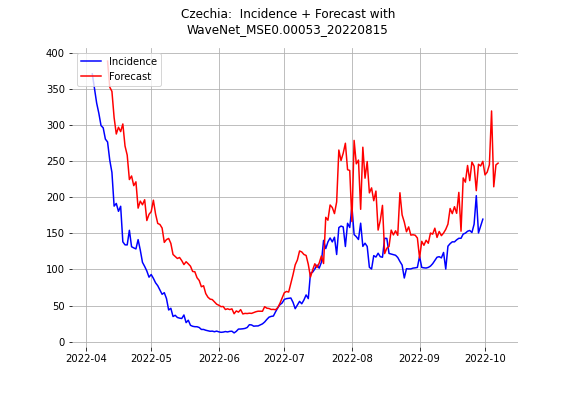 Czechia:  Incidence + Forecast with
WaveNet_MSE0.00053_20220815
400
350
300
250
200
150
100
50
0
Incidence
Forecast
2022-04 2022-05 2022-06 2022-07 2022-08 2022-09 2022-10